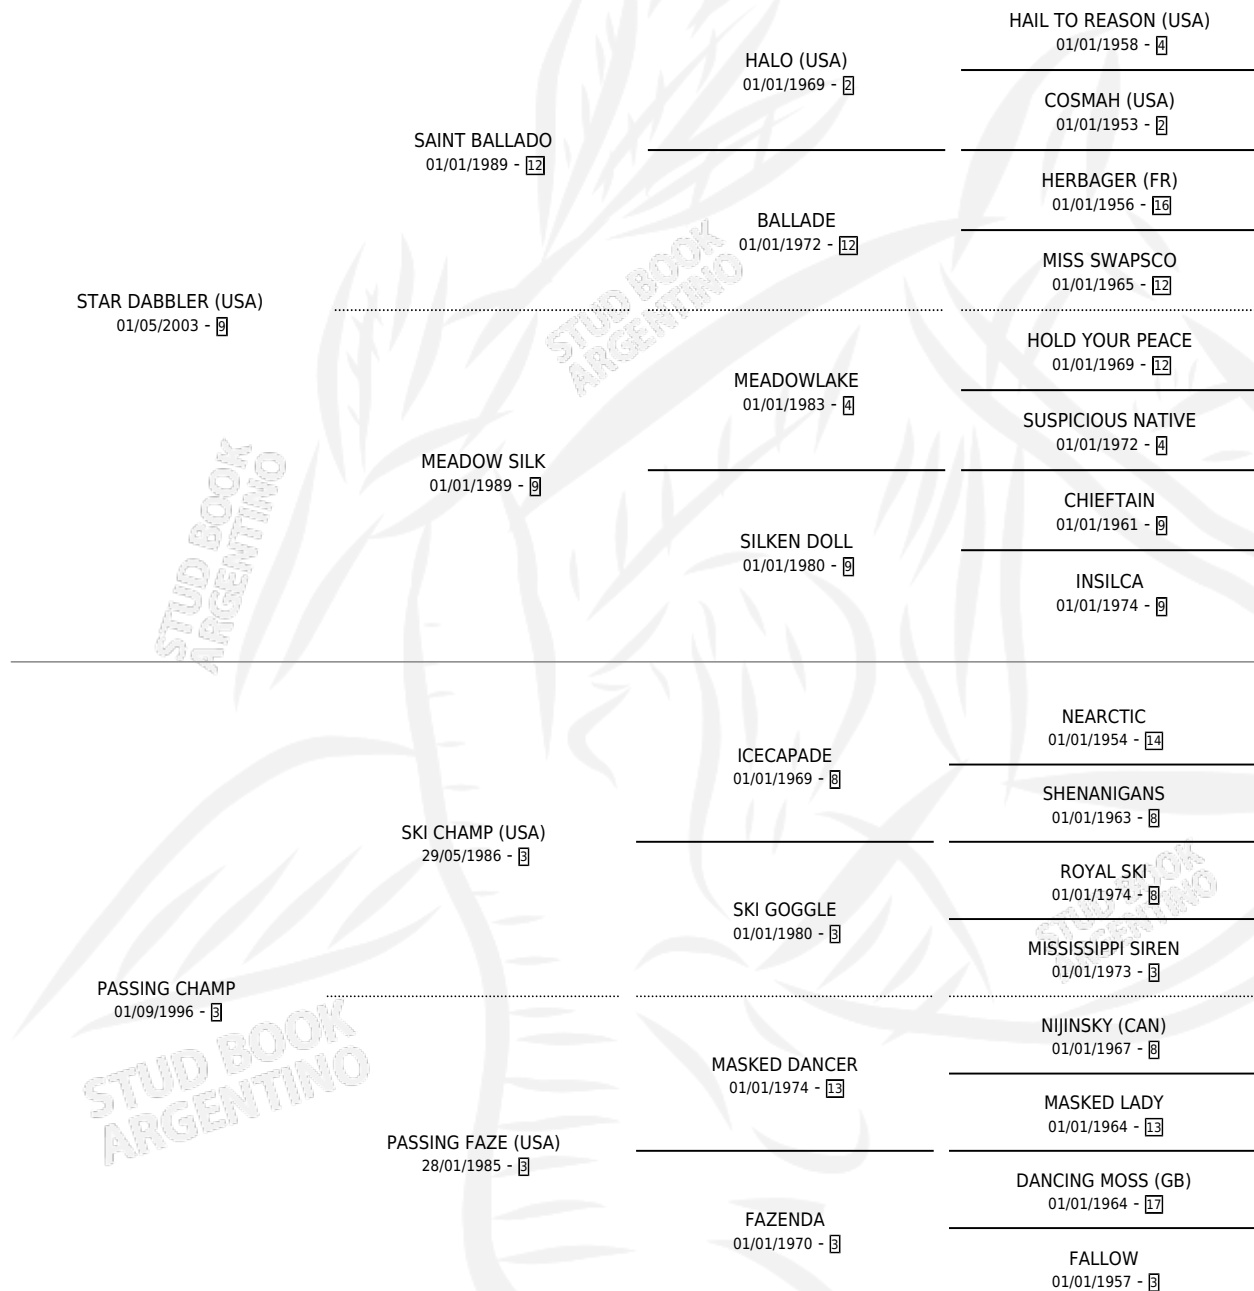 HAIL TO REASON (USA)
01/01/1958 - 4
HALO (USA)
01/01/1969 - 2
COSMAH (USA)
01/01/1953 - 2
SAINT BALLADO
01/01/1989 - 12
HERBAGER (FR)
01/01/1956 - 16
BALLADE
01/01/1972 - 12
MISS SWAPSCO
01/01/1965 - 12
STAR DABBLER (USA)
01/05/2003 - 9
STUD BOOK
ARGENTINO
HOLD YOUR PEACE
01/01/1969 - 12
MEADOWLAKE
01/01/1983 - 4
SUSPICIOUS NATIVE
01/01/1972 - 4
MEADOW SILK
01/01/1989 - 9
CHIEFTAIN
01/01/1961 - 9
SILKEN DOLL
01/01/1980 - 9
INSILCA
01/01/1974 - 9
STUD BOOK
ARGENTINO
NEARCTIC
01/01/1954 - 14
ICECAPADE
01/01/1969 - 8
SHENANIGANS
01/01/1963 - 8
SKI CHAMP (USA)
29/05/1986 - 3
ROYAL SKI
01/01/1974 - 8
SKI GOGGLE
01/01/1980 - 3
STUD BOOK
ARGENTINO
MISSISSIPPI SIREN
01/01/1973 - 3
PASSING CHAMP
01/09/1996 - 3
NIJINSKY (CAN)
01/01/1967 - 8
MASKED DANCER
01/01/1974 - 13
MASKED LADY
01/01/1964 - 13
STUD BOOK
ARGENTINO
PASSING FAZE (USA)
28/01/1985 - 3
DANCING MOSS (GB)
01/01/1964 - 17
FAZENDA
01/01/1970 - 3
FALLOW
01/01/1957 - 3